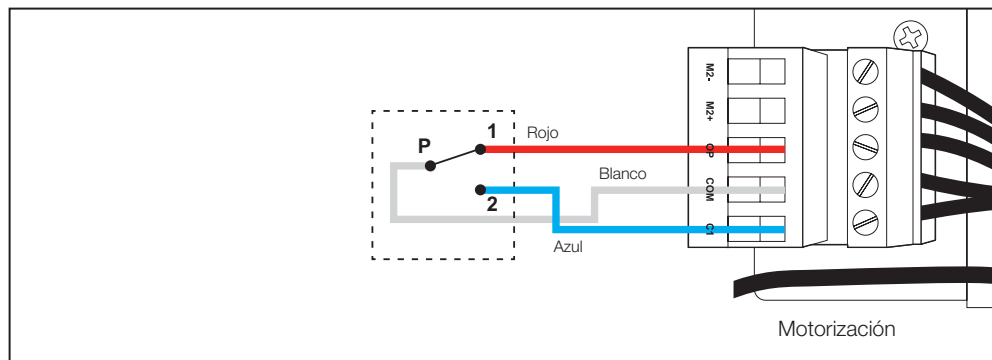 M2-
M2+
1
Rojo
OP
P
Blanco
COM
2
C1
Azul
Motorización